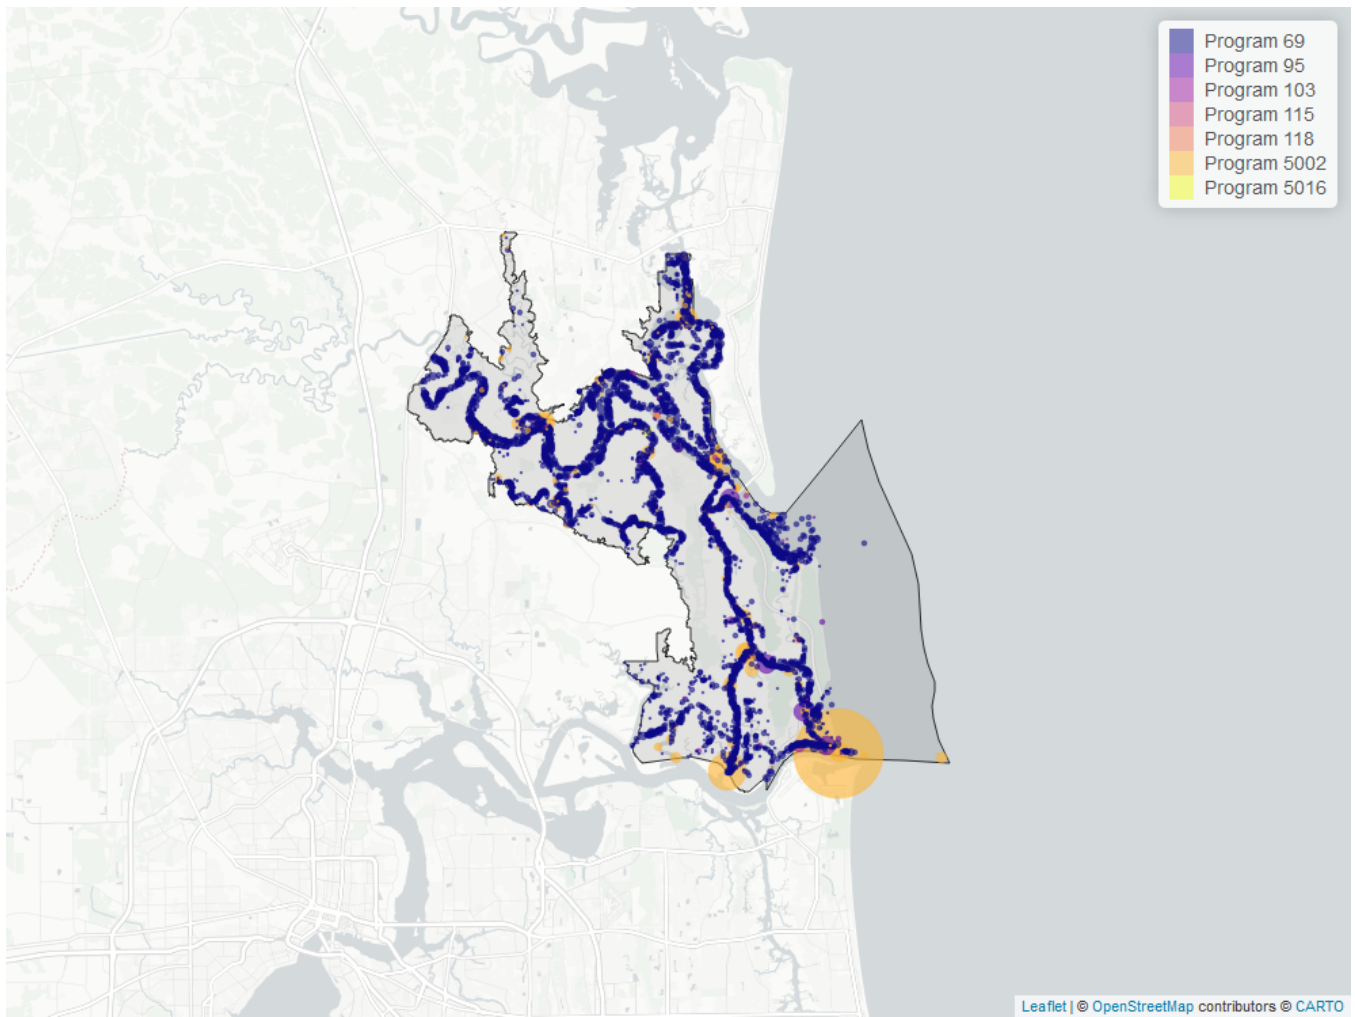 Program 69
Program 95
Program 103
Program 115
Program 118
Program 5002
Program 5016
Leaflet | © OpenStreetMap contributors © CARTO